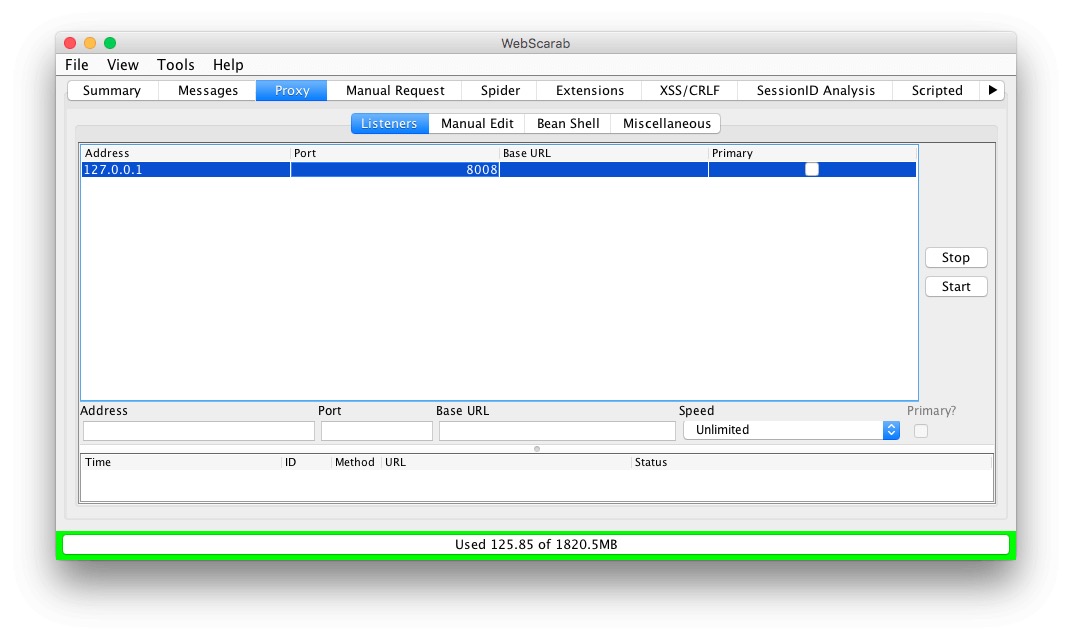 WebScarab
File View Tools Help
Summary Messages Proxy Manual Request Spider Extensions XSS/CRLF SessionID Analysis Scripted
Listeners Manual Edit Bean Shell Miscellaneous
Address Port Base URL Primary
127.0.0.1 8008
Stop
Start
Address Port Base URL Speed Primary?
Unlimited
Time ID Method URL Status
Used 125.85 of 1820.5MB